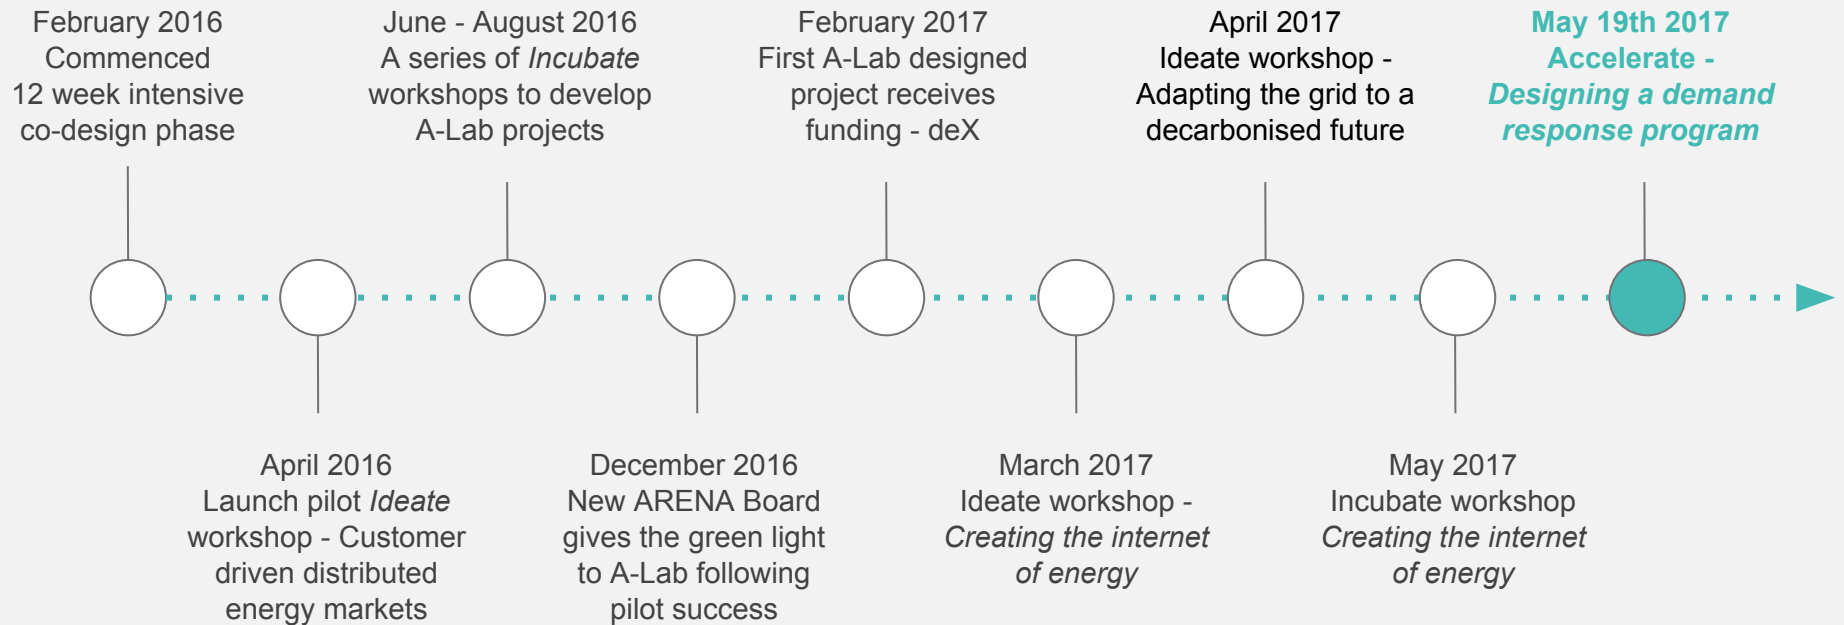 February 2016
Commenced
12 week intensive
co-design phase
April 2016
Launch pilot Ideate
workshop - Customer
driven distributed
energy markets
June - August 2016
A series of Incubate
workshops to develop
A-Lab projects
December 2016
New ARENA Board
gives the green light
to A-Lab following
pilot success
February 2017
First A-Lab designed
project receives
funding - deX
March 2017
Ideate workshop -
Creating the internet
of energy
April 2017
Ideate workshop -
Adapting the grid to a
decarbonised future
May 2017
Incubate workshop
Creating the internet
of energy
May 19th 2017
Accelerate -
Designing a demand
response program